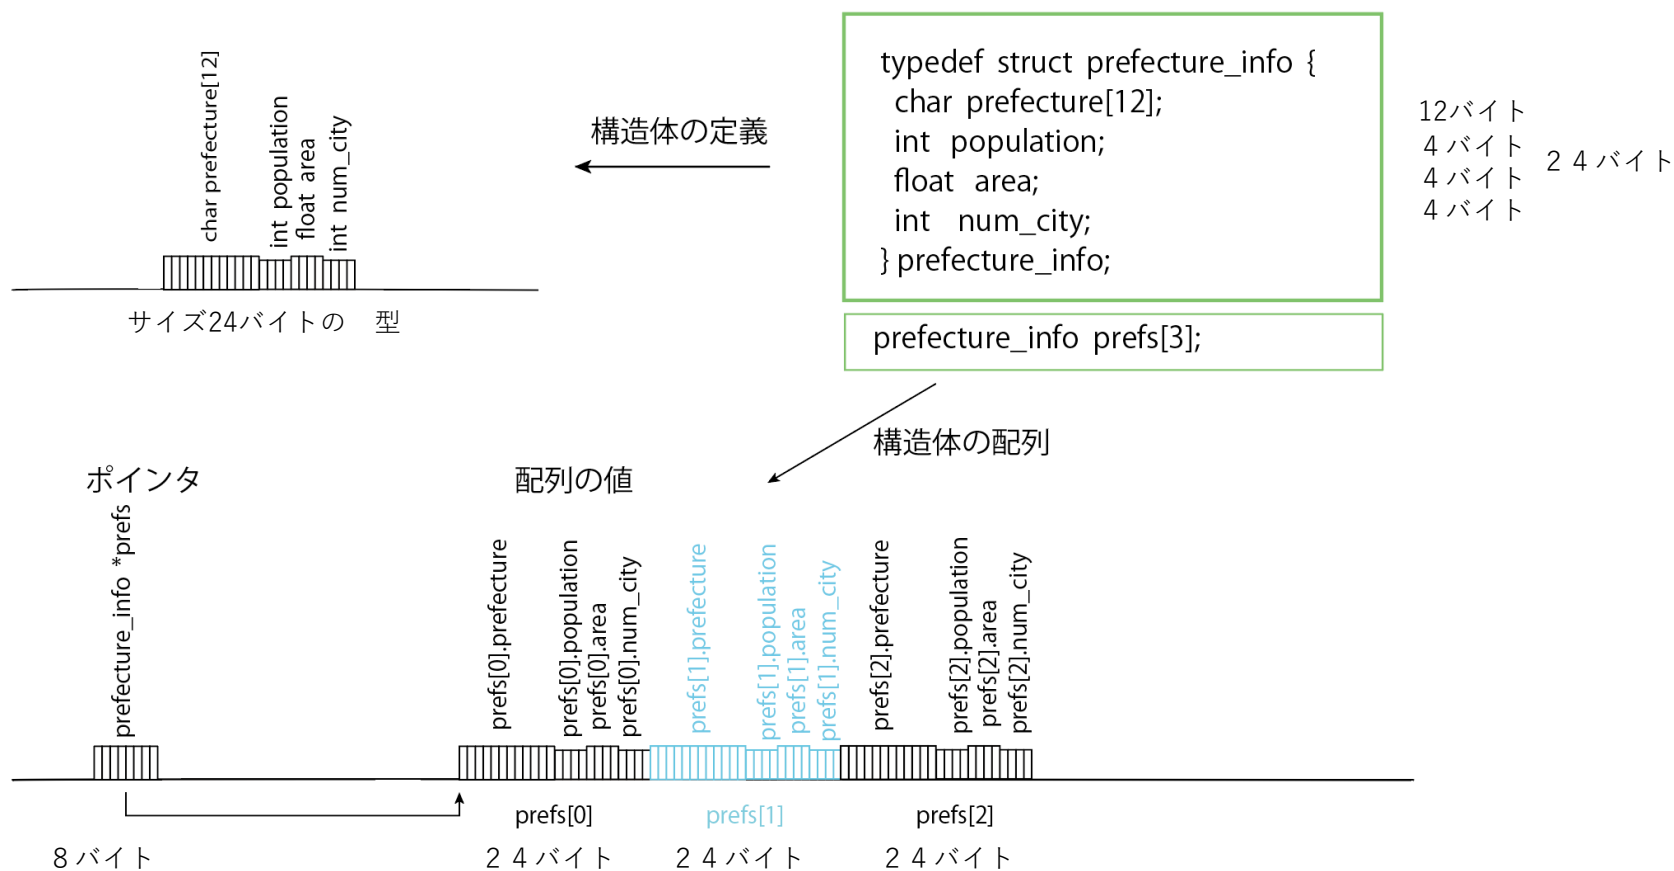 typedef struct prefecture_info {
char prefecture[12];
int population;
float area;
int num_city;
} prefecture_info;
12バイト
4バイト
4バイト
4バイト
２４バイト
prefecture_info prefs[3];
構造体の定義
char prefecture[12]
int population
float area
int num_city
サイズ24バイトの　型
構造体の配列
ポインタ
配列の値
prefecture_info *prefs
prefs[0].prefecture
prefs[0].population
prefs[0].area
prefs[0].num_city
prefs[1].prefecture
prefs[1].population
prefs[1].area
prefs[1].num_city
prefs[2].prefecture
prefs[2].population
prefs[2].area
prefs[2].num_city
prefs[0]
prefs[1]
prefs[2]
8バイト
２４バイト
２４バイト
２４バイト